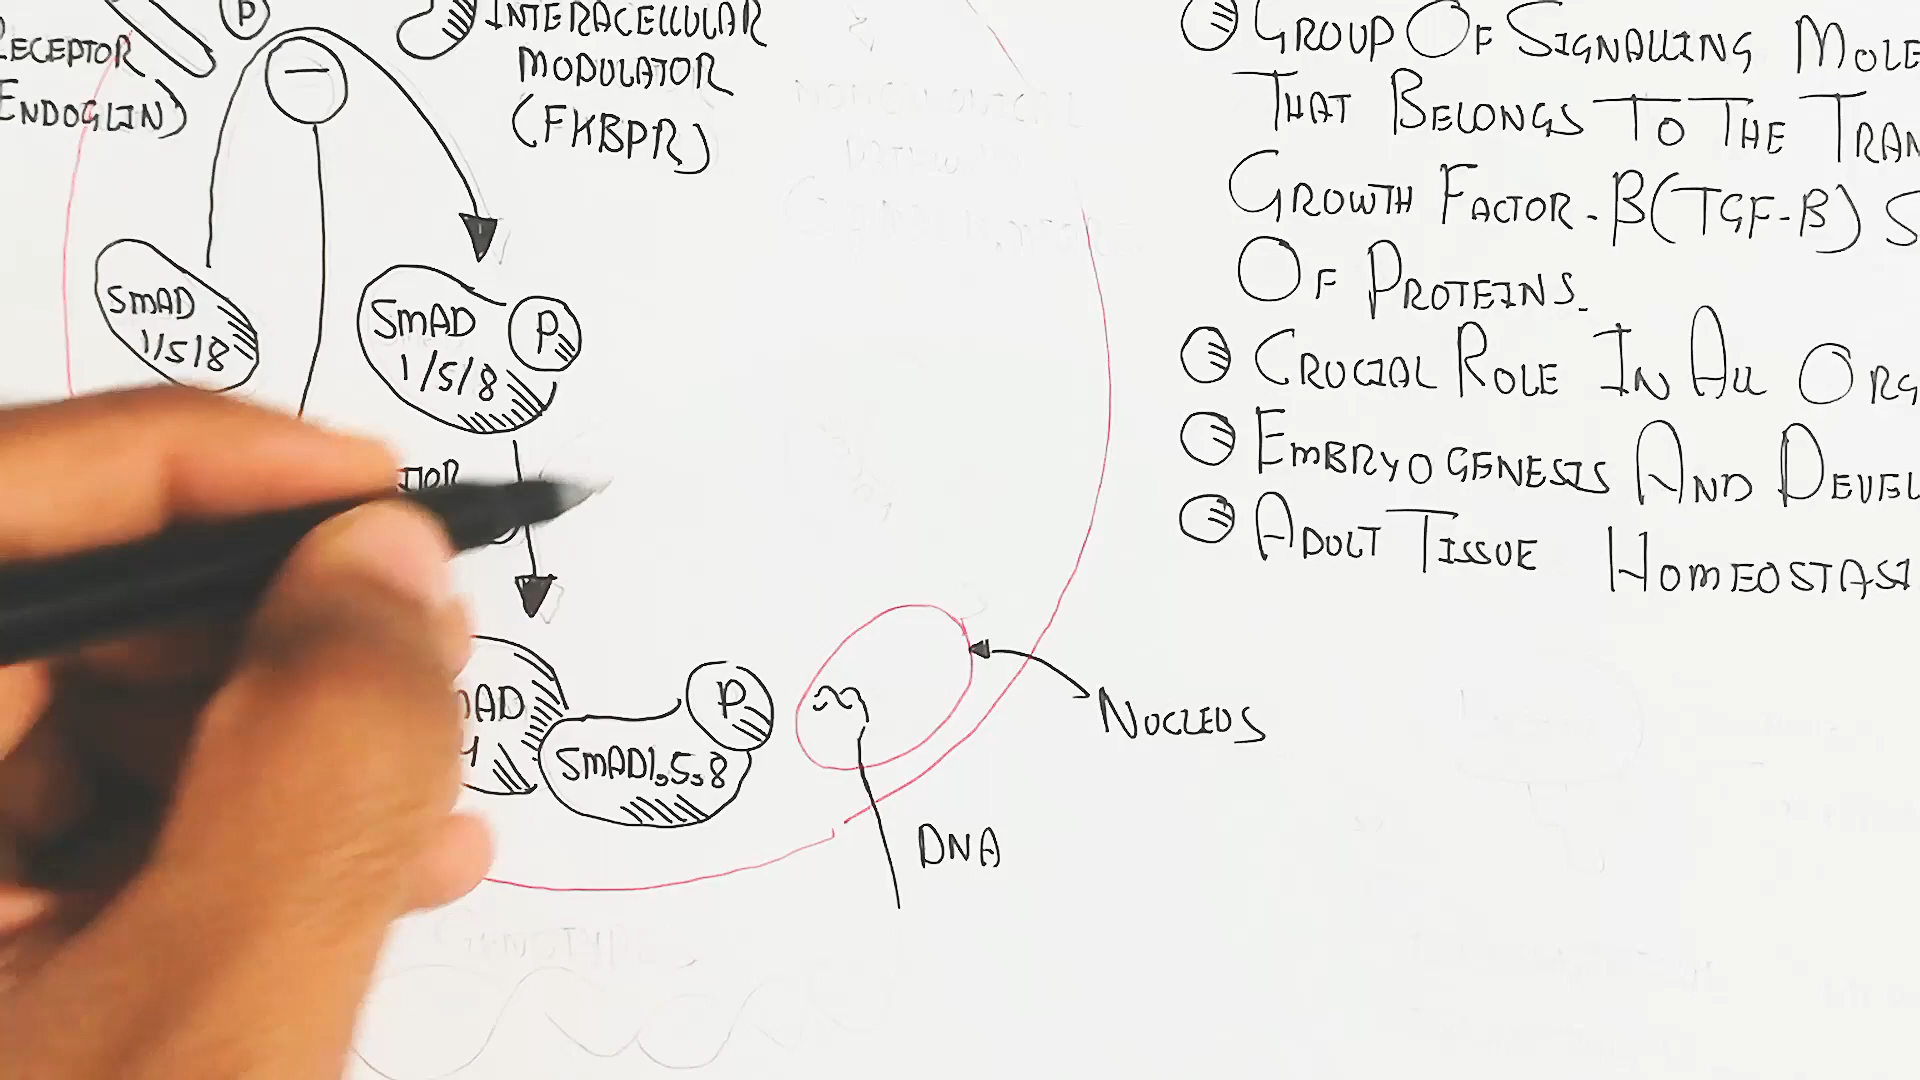 P
RECEPTOR
ENDOGLIN)
INTERACELLULAR
MODULATOR
(FKBPR)
SMAD
1/5/8
SMAD
1/5/8
P
SMAD1,5,8
P
NUCLEUS
DNA
GROUP OF SIGNALLING MOLE
THAT BELONGS TO THE TRAN
GROWTH FACTOR-B(TGF-B) S
OF PROTEINS.
CRUCIAL ROLE IN ALL ORG
EMBRYOGENESIS AND DEVEL
ADULT TISSUE HOMEOSTASI